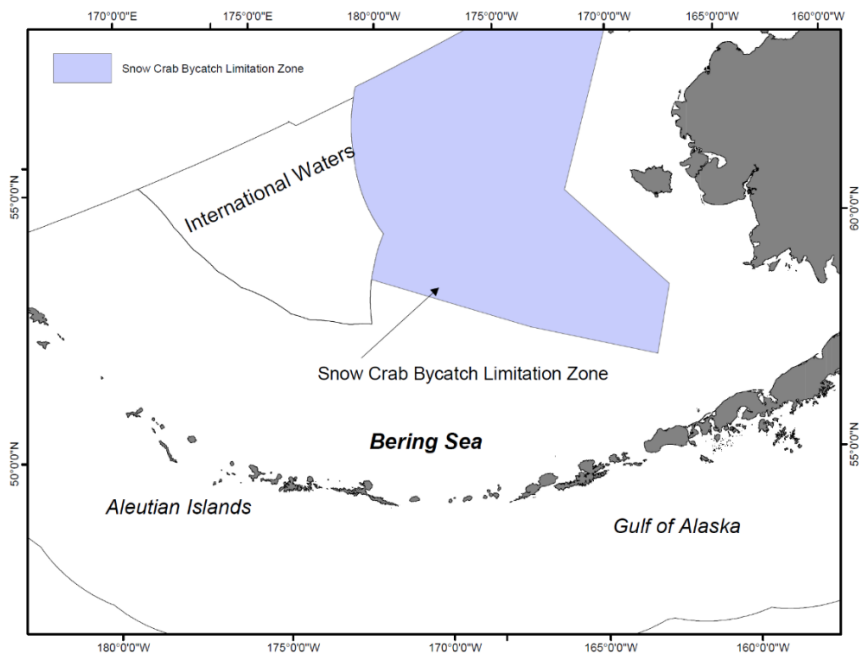 170°0'0"E 175°0'0"E 180°0'0" 175°0'0"W 170°0'0"W 165°0'0"W 160°0'0"W
Snow Crab Bycatch Limitation Zone
International Waters
55°0'0"N
60°0'0"N
Snow Crab Bycatch Limitation Zone
Bering Sea
50°0'0"N
55°0'0"N
Aleutian Islands
Gulf of Alaska
180°0'0" 175°0'0"W 170°0'0"W 165°0'0"W 160°0'0"W